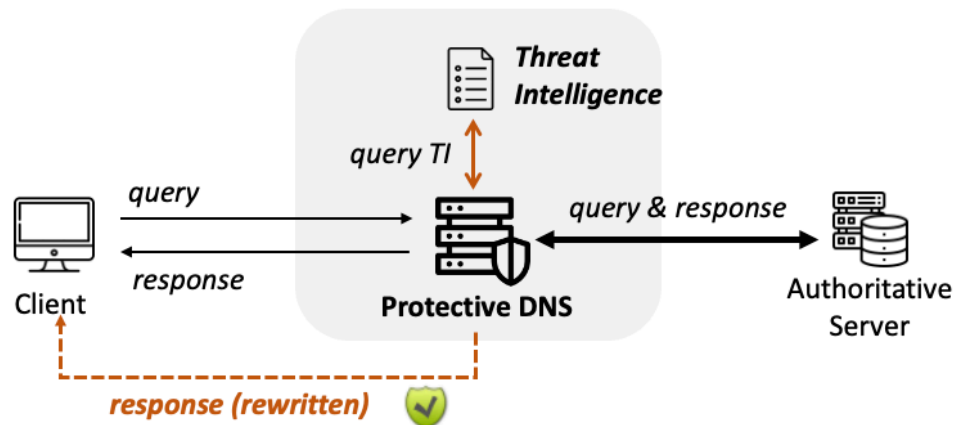 Threat
Intelligence
query TI
query
query & response
response
Client
Protective DNS
Authoritative
Server
response (rewritten)